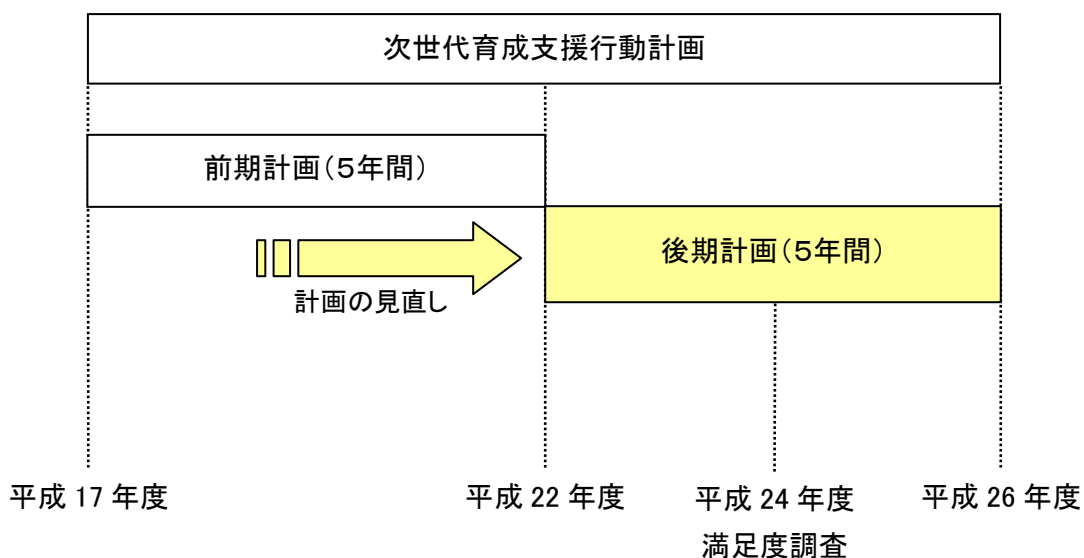 次世代育成支援行動計画
前期計画（５年間）
後期計画（５年間）
計画の見直し
平成 17 年度
平成 22 年度
平成 24 年度
満足度調査
平成 26 年度